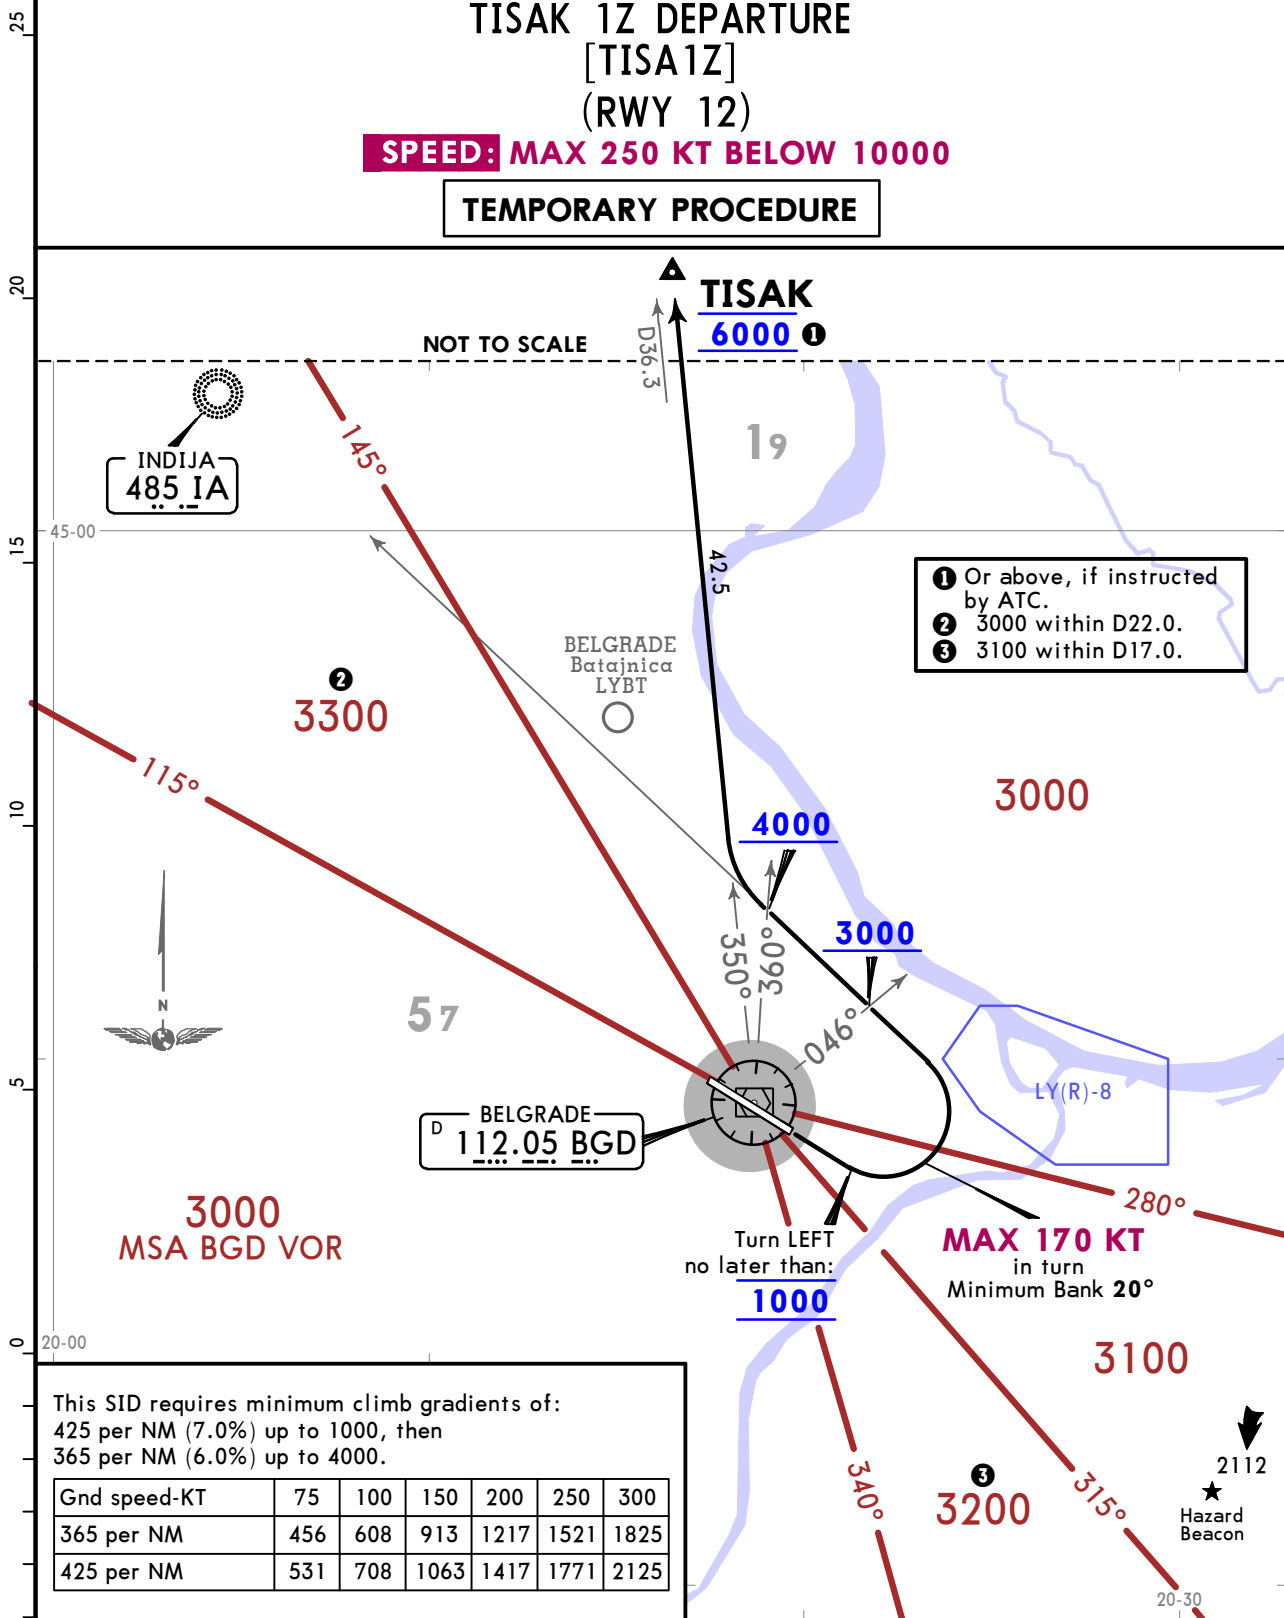 TISAK 1Z DEPARTURE
[TISA1Z]
(RWY 12)
SPEED: MAX 250 KT BELOW 10000
TEMPORARY PROCEDURE
25
20
15
10
5
0
TISAK
6000 ❶
NOT TO SCALE
D36.3
INDIJA
485 IA
145°
19
45-00
42.5
❶ Or above, if instructed
by ATC.
❷ 3000 within D22.0.
❸ 3100 within D17.0.
BELGRADE
Batajnica
LYBT
❷
3300
115°
3000
4000
3000
350°
360°
046°
N
57
LY(R)-8
D
BELGRADE
112.05 BGD
280°
3000
MSA BGD VOR
Turn LEFT
no later than:
1000
MAX 170 KT
in turn
Minimum Bank 20°
20-00
3100
This SID requires minimum climb gradients of:
425 per NM (7.0%) up to 1000, then
365 per NM (6.0%) up to 4000.
Gnd speed-KT 75 100 150 200 250 300
365 per NM 456 608 913 1217 1521 1825
425 per NM 531 708 1063 1417 1771 2125
340°
❸
3200
315°
2112
Hazard
Beacon
20-30